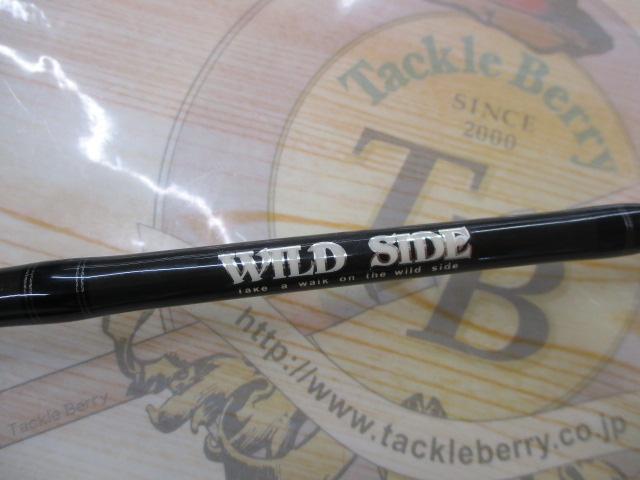 Tackle Berry
SINCE
2000
TB
WILD SIDE
take a walk on the wild side
http://www.tackleberry.co.jp
Tackle Berry